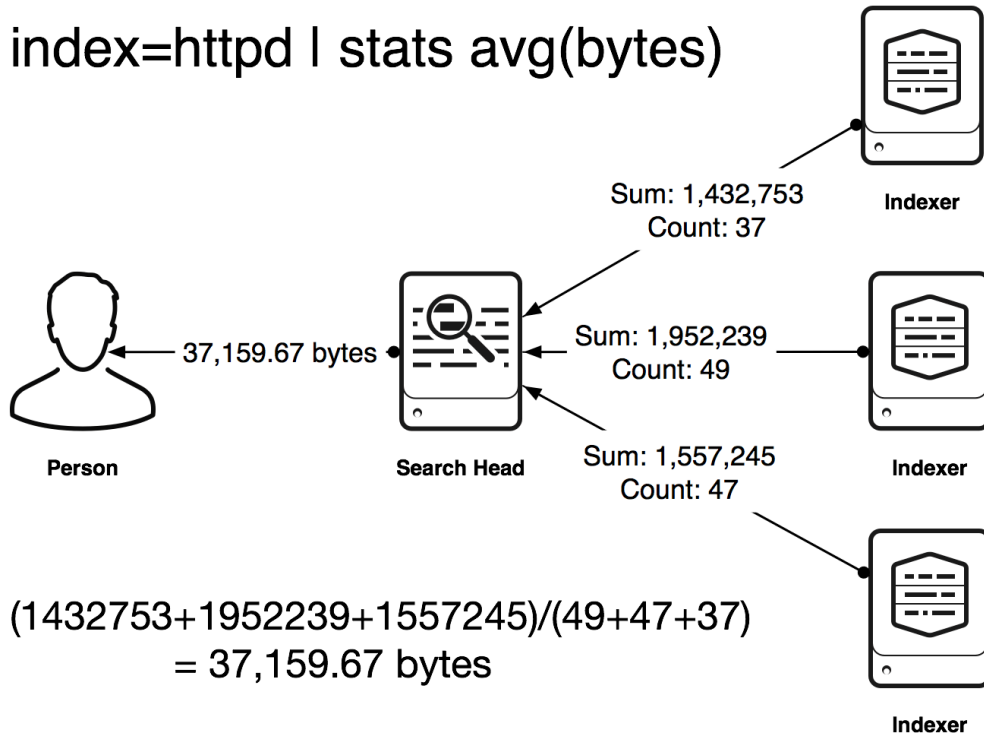 index=httpd | stats avg(bytes)
Indexer
Sum: 1,432,753
Count: 37
37,159.67 bytes
Sum: 1,952,239
Count: 49
Person
Search Head
Indexer
Sum: 1,557,245
Count: 47
(1432753+1952239+1557245)/(49+47+37)
= 37,159.67 bytes
Indexer